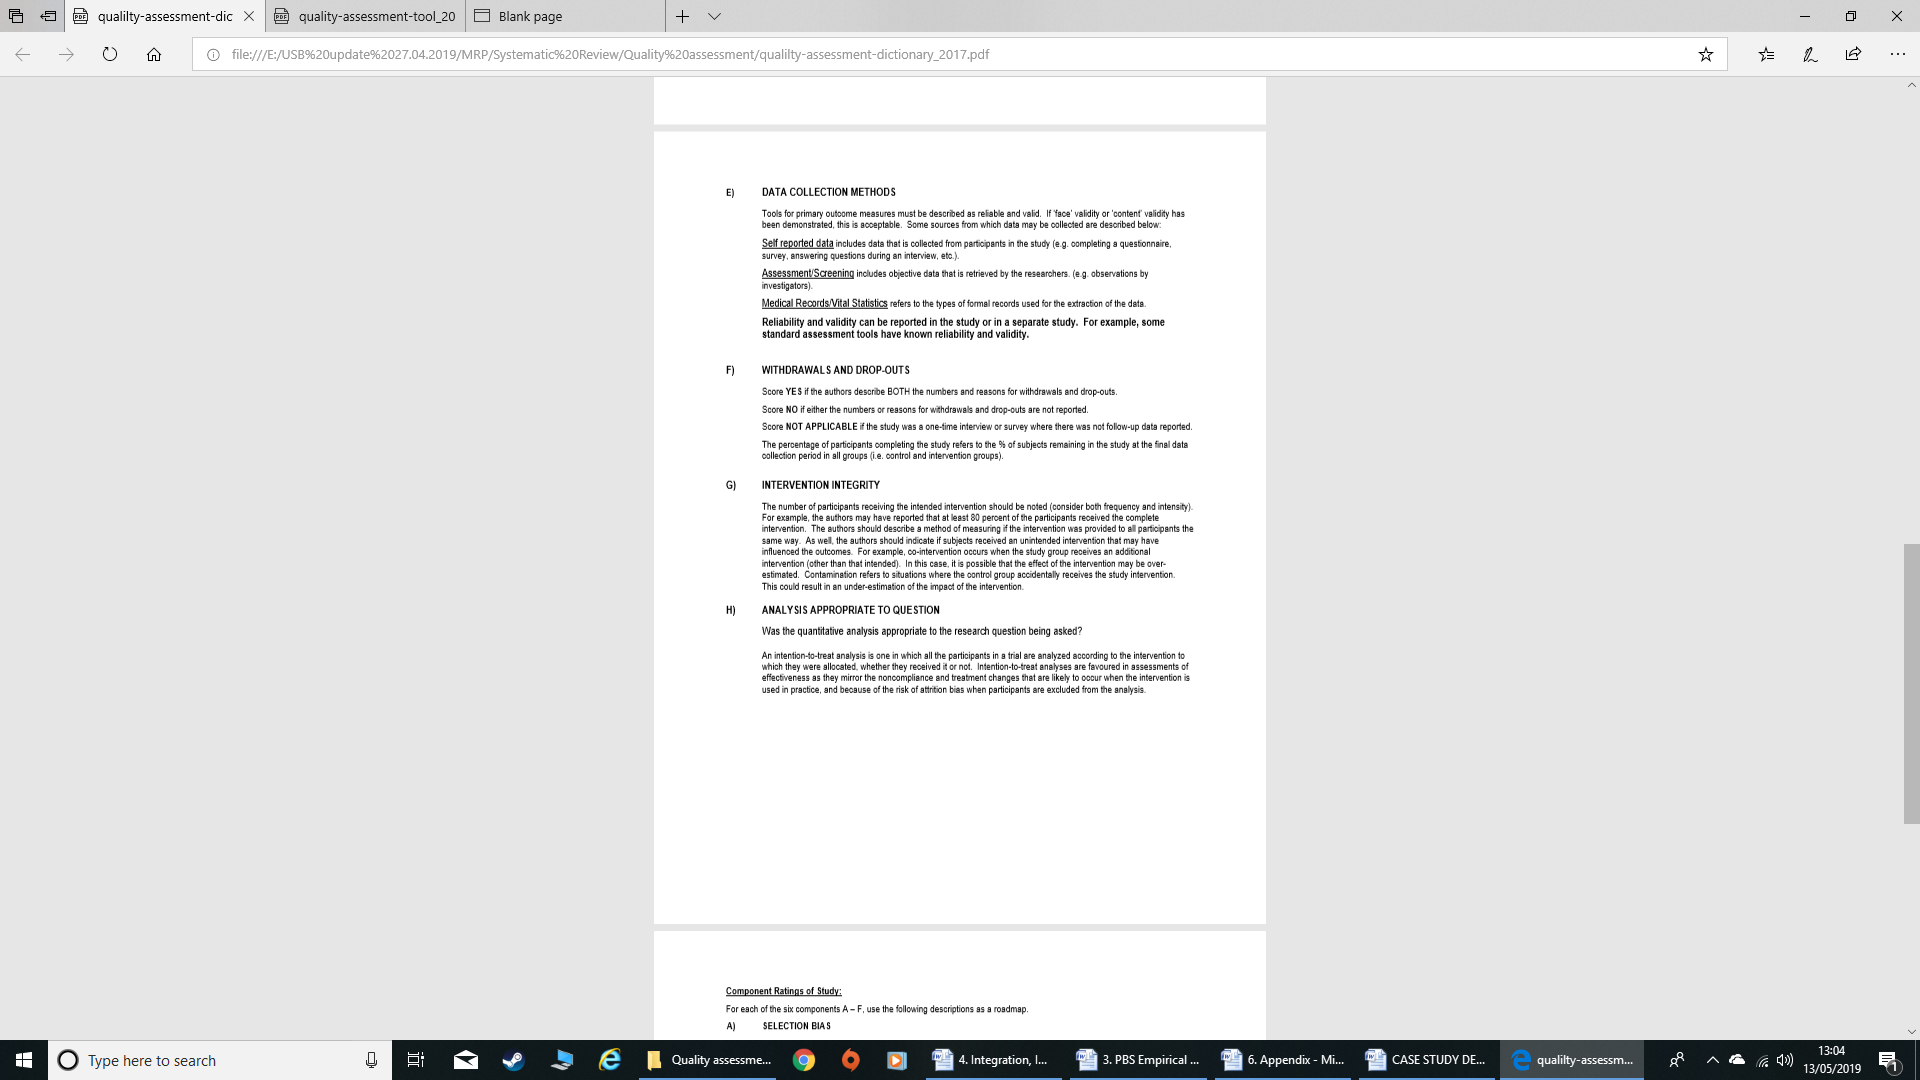 qualilty-assessment-dic
quality-assessment-tool_20
Blank page
file:///E:/USB%20update%2027.04.2019/MRP/Systematic%20Review/Quality%20assessment/qualilty-assessment-dictionary_2017.pdf
E) DATA COLLECTION METHODS
Tools for primary outcome measures must be described as reliable and valid. If 'face' validity or 'content' validity has
been demonstrated, this is acceptable. Some sources from which data may be collected are described below:
Self reported data includes data that is collected from participants in the study (e.g. completing a questionnaire,
survey, answering questions during an interview, etc.).
Assessment/Screening includes objective data that is retrieved by the researchers. (e.g. observations by
investigators).
Medical Records/Vital Statistics refers to the types of formal records used for the extraction of the data.
Reliability and validity can be reported in the study or in a separate study. For example, some
standard assessment tools have known reliability and validity.
F) WITHDRAWALS AND DROP-OUTS
Score YES if the authors describe BOTH the numbers and reasons for withdrawals and drop-outs.
Score NO if either the numbers or reasons for withdrawals and drop-outs are not reported.
Score NOT APPLICABLE if the study was a one-time interview or survey where there was not follow-up data reported.
The percentage of participants completing the study refers to the % of subjects remaining in the study at the final data
collection period in all groups (i.e. control and intervention groups).
G) INTERVENTION INTEGRITY
The number of participants receiving the intended intervention should be noted (consider both frequency and intensity).
For example, the authors may have reported that at least 80 percent of the participants received the complete
intervention. The authors should describe a method of measuring if the intervention was provided to all participants the
same way. As well, the authors should indicate if subjects received an unintended intervention that may have
influenced the outcomes. For example, co-intervention occurs when the study group receives an additional
intervention (other than that intended). In this case, it is possible that the effect of the intervention may be over-
estimated. Contamination refers to situations where the control group accidentally receives the study intervention.
This could result in an under-estimation of the impact of the intervention.
H) ANALYSIS APPROPRIATE TO QUESTION
Was the quantitative analysis appropriate to the research question being asked?
An intention-to-treat analysis is one in which all the participants in a trial are analyzed according to the intervention to
which they were allocated, whether they received it or not. Intention-to-treat analyses are favoured in assessments of
effectiveness as they mirror the noncompliance and treatment changes that are likely to occur when the intervention is
used in practice, and because of the risk of attrition bias when participants are excluded from the analysis.
Component Ratings of Study:
For each of the six components A – F, use the following descriptions as a roadmap.
A) SELECTION BIAS
Type here to search
Quality assessme...
4. Integration, I...
3. PBS Empirical ...
6. Appendix - Mi...
CASE STUDY DE...
qualilty-assessm...
13:04
13/05/2019
1